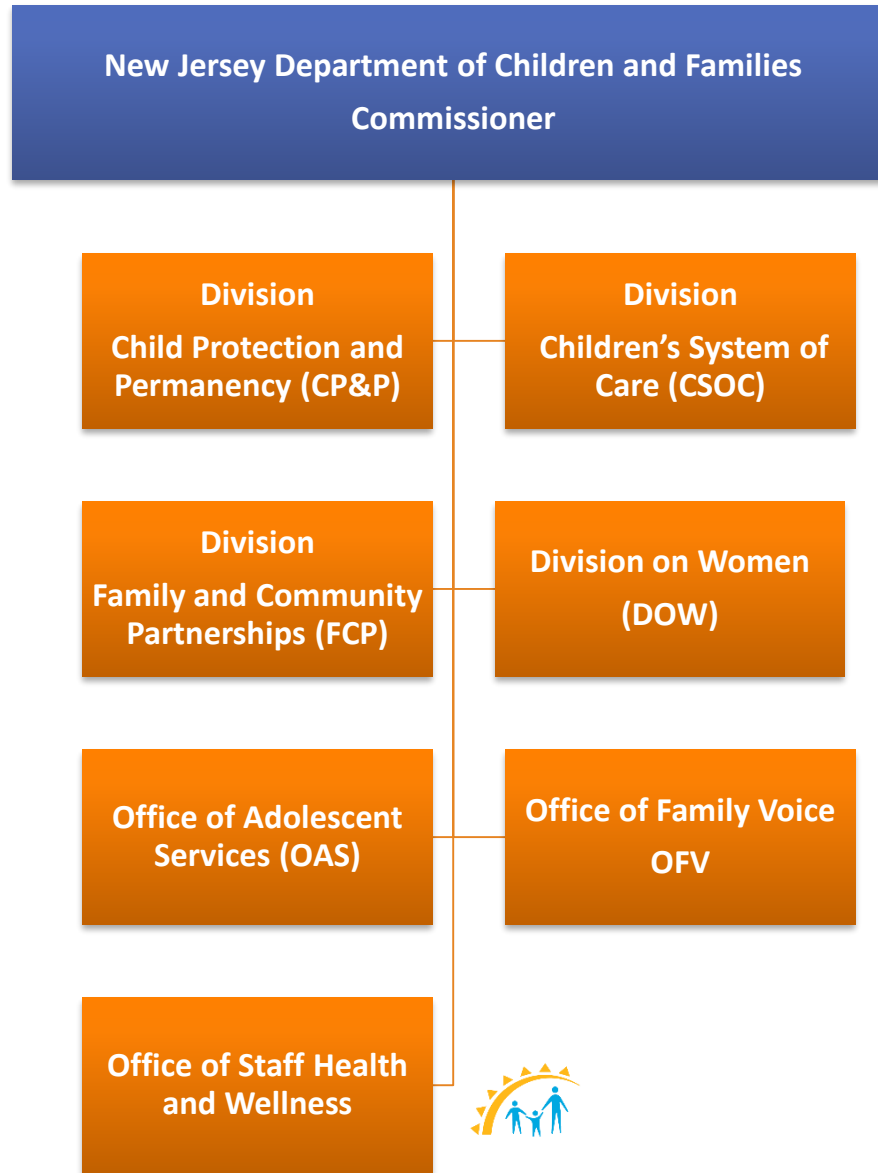 New Jersey Department of Children and Families
Commissioner
Division
Child Protection and
Permanency (CP&P)
Division
Children’s System of
Care (CSOC)
Division
Family and Community
Partnerships (FCP)
Division on Women
(DOW)
Office of Adolescent
Services (OAS)
Office of Family Voice
OFV
Office of Staff Health
and Wellness